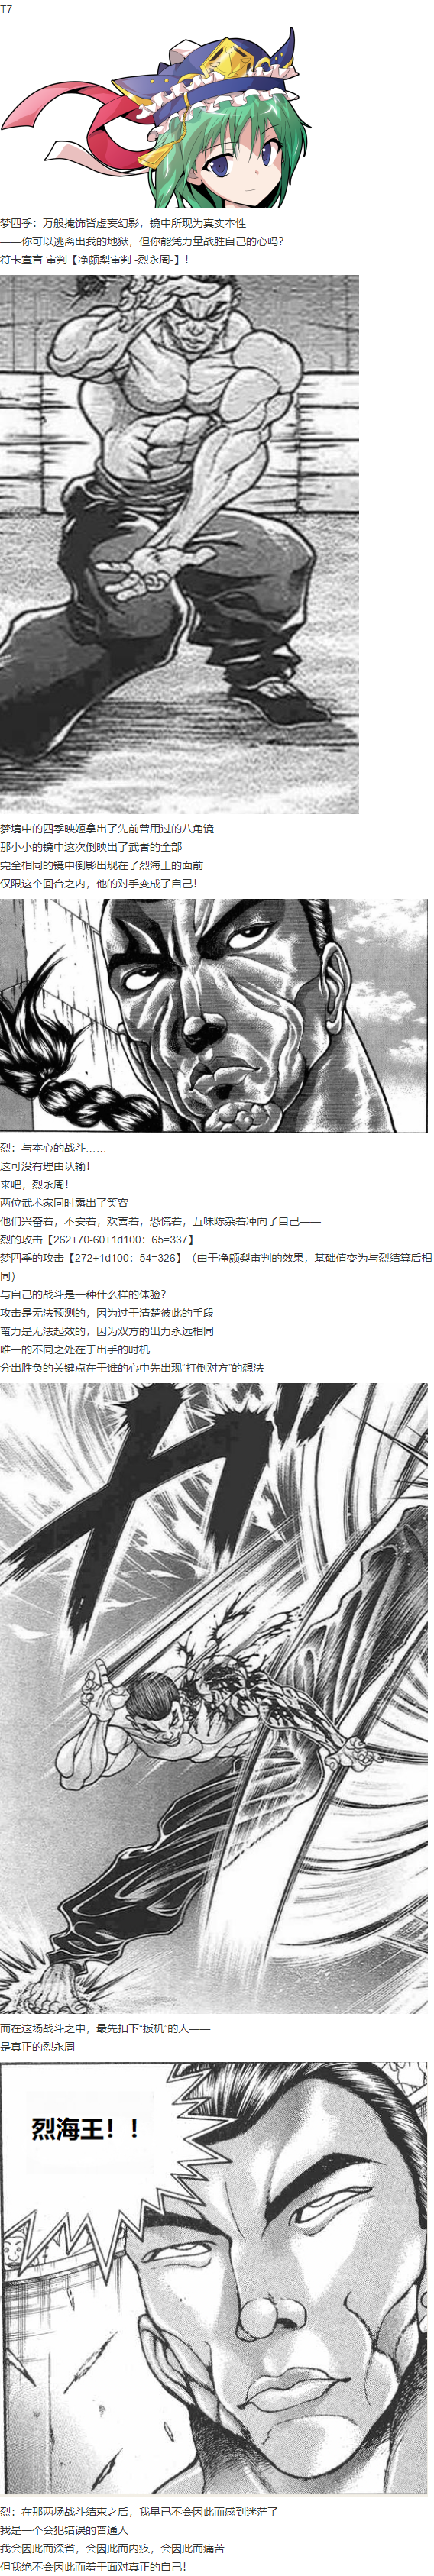 T7
梦四季：万般掩饰皆虚妄幻影，镜中所现为真实本性
——你可以逃离出我的地狱，但你能凭力量战胜自己的心吗？
符卡宣言 审判【净颇梨审判 -烈永周-】！
梦境中的四季映姬拿出了先前曾用过的八角镜
那小小的镜中这次倒映出了武者的全部
完全相同的镜中倒影出现在了烈海王的面前
仅限这个回合之内，他的对手变成了自己！
烈：与本心的战斗……
这可没有理由认输！
来吧，烈永周！
两位武术家同时露出了笑容
他们兴奋着，不安着，欢喜着，恐慌着，五味陈杂着冲向了自己——
烈的攻击【262+70-60+1d100：65=337】
梦四季的攻击【272+1d100：54=326】（由于净颇梨审判的效果，基础值变为与烈结算后相
同）
与自己的战斗是一种什么样的体验？
攻击是无法预测的，因为过于清楚彼此的手段
蛮力是无法起效的，因为双方的出力永远相同
唯一的不同之处在于出手的时机
分出胜负的关键点在于谁的心中先出现“打倒对方”的想法
而在这场战斗之中，最先扣下“扳机”的人——
是真正的烈永周
烈海王！！
烈：在那两场战斗结束之后，我早已不会因此而感到迷茫了
我是一个会犯错误的普通人
我会因此而深省，会因此而内疚，会因此而痛苦
但我绝不会因此而羞于面对真正的自己！